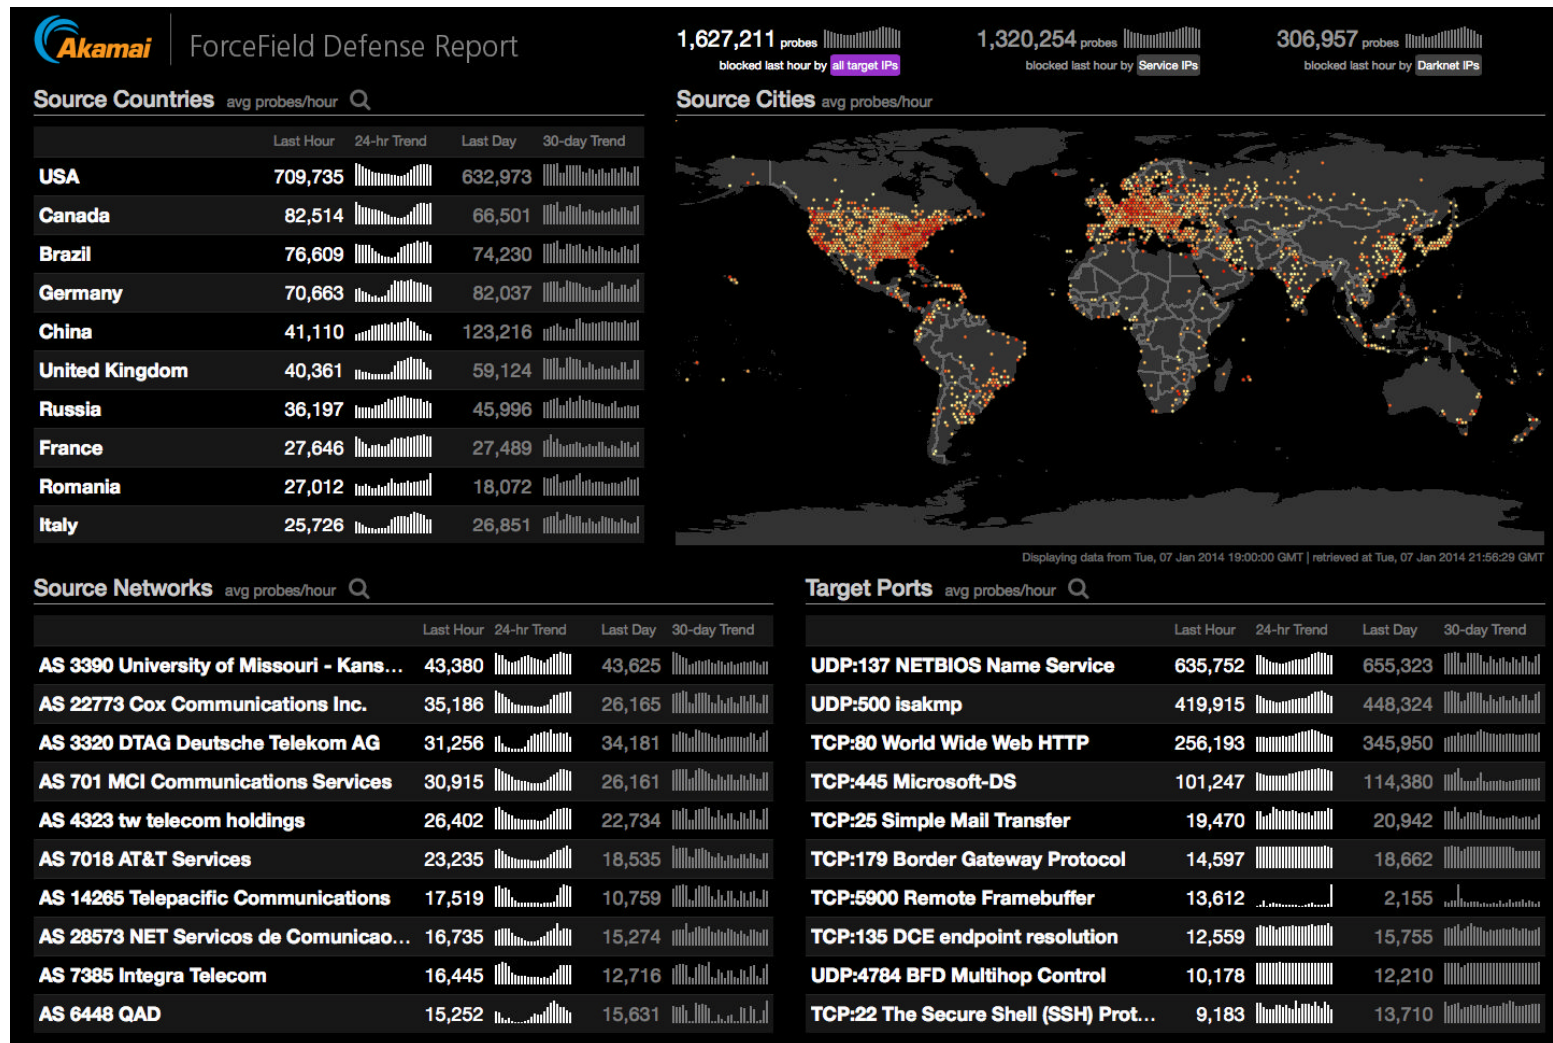 Akamai
ForceField Defense Report
1,627,211 probes
blocked last hour by all target IPs
1,320,254 probes
blocked last hour by Service IPs
306,957 probes
blocked last hour by Darknet IPs
Source Countries avg probes/hour
Last Hour 24-hr Trend Last Day 30-day Trend
USA 709,735 632,973
Canada 82,514 66,501
Brazil 76,609 74,230
Germany 70,663 82,037
China 41,110 123,216
United Kingdom 40,361 59,124
Russia 36,197 45,996
France 27,646 27,489
Romania 27,012 18,072
Italy 25,726 26,851
Source Cities avg probes/hour
Displaying data from Tue, 07 Jan 2014 19:00:00 GMT | retrieved at Tue, 07 Jan 2014 21:56:29 GMT
Source Networks avg probes/hour
Last Hour 24-hr Trend Last Day 30-day Trend
AS 3390 University of Missouri - Kans... 43,380 43,625
AS 22773 Cox Communications Inc. 35,186 26,165
AS 3320 DTAG Deutsche Telekom AG 31,256 34,181
AS 701 MCI Communications Services 30,915 26,161
AS 4323 tw telecom holdings 26,402 22,734
AS 7018 AT&T Services 23,235 18,535
AS 14265 Telepacific Communications 17,519 10,759
AS 28573 NET Servicos de Comunicao... 16,735 15,274
AS 7385 Integra Telecom 16,445 12,716
AS 6448 QAD 15,252 15,631
Target Ports avg probes/hour
Last Hour 24-hr Trend Last Day 30-day Trend
UDP:137 NETBIOS Name Service 635,752 655,323
UDP:500 isakmp 419,915 448,324
TCP:80 World Wide Web HTTP 256,193 345,950
TCP:445 Microsoft-DS 101,247 114,380
TCP:25 Simple Mail Transfer 19,470 20,942
TCP:179 Border Gateway Protocol 14,597 18,662
TCP:5900 Remote Framebuffer 13,612 2,155
TCP:135 DCE endpoint resolution 12,559 15,755
UDP:4784 BFD Multihop Control 10,178 12,210
TCP:22 The Secure Shell (SSH) Prot... 9,183 13,710